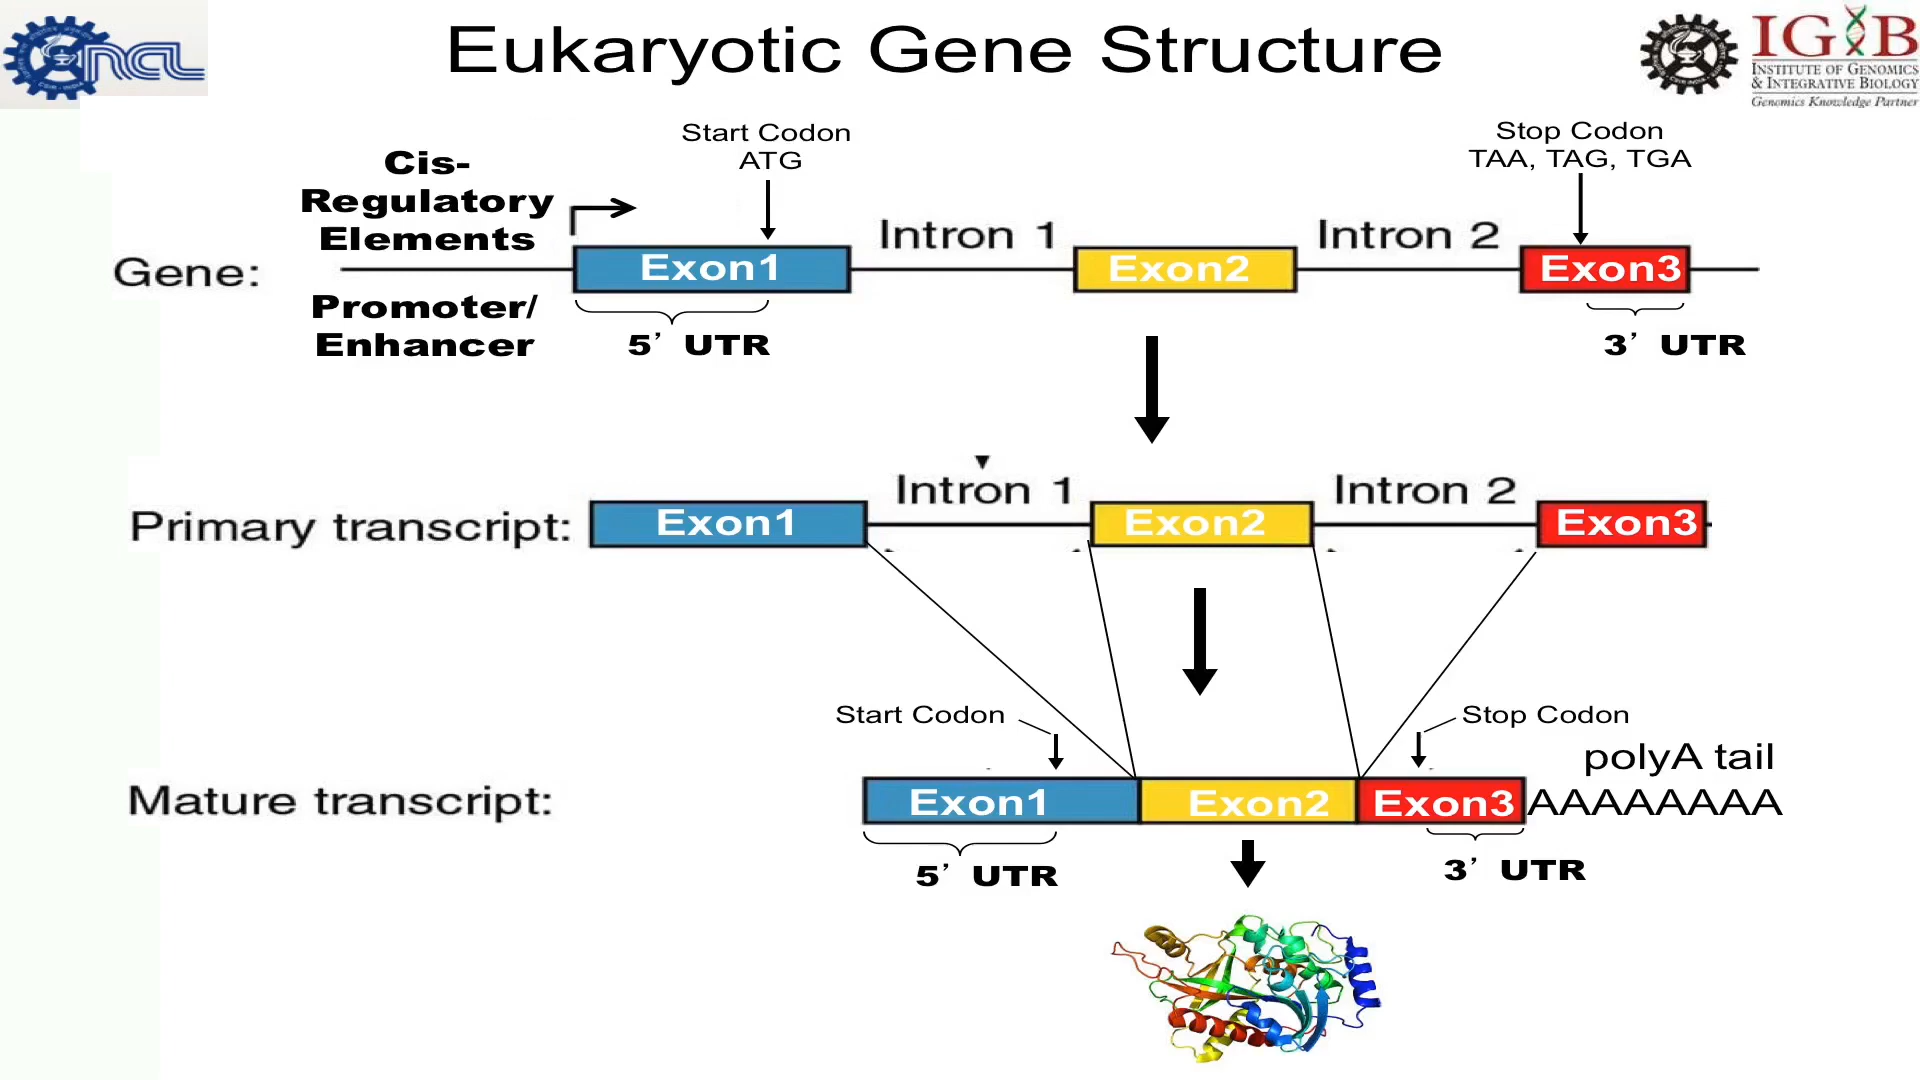 NCL
Eukaryotic Gene Structure
IGIB
INSTITUTE OF GENOMICS
& INTEGRATIVE BIOLOGY
Genomics Knowledge Partner
Start Codon
ATG
Stop Codon
TAA, TAG, TGA
Cis-
Regulatory
Elements
Intron 1
Intron 2
Gene:
Exon1
Exon2
Exon3
Promoter/
Enhancer
5’ UTR
3’ UTR
Intron 1
Intron 2
Primary transcript:
Exon1
Exon2
Exon3
Start Codon
Stop Codon
polyA tail
Mature transcript:
Exon1
Exon2
Exon3
AAAAAAAA
5’ UTR
3’ UTR